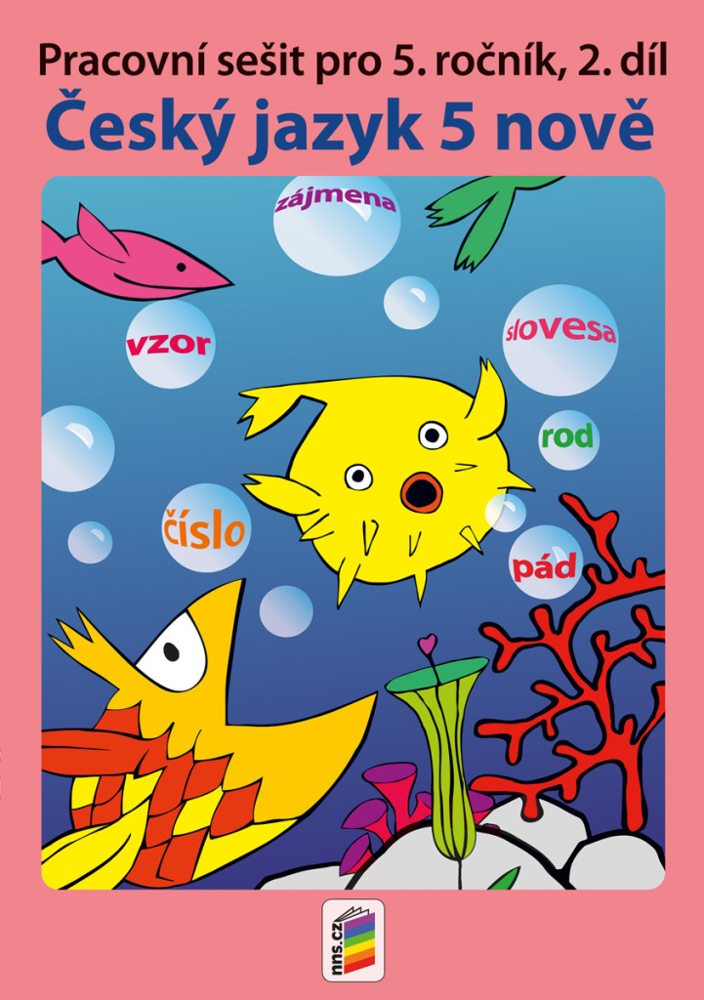 Pracovní sešit pro 5. ročník, 2. díl
Český jazyk 5 nově
zájmena
vzor
slovesa
rod
číslo
pád
nns.cz